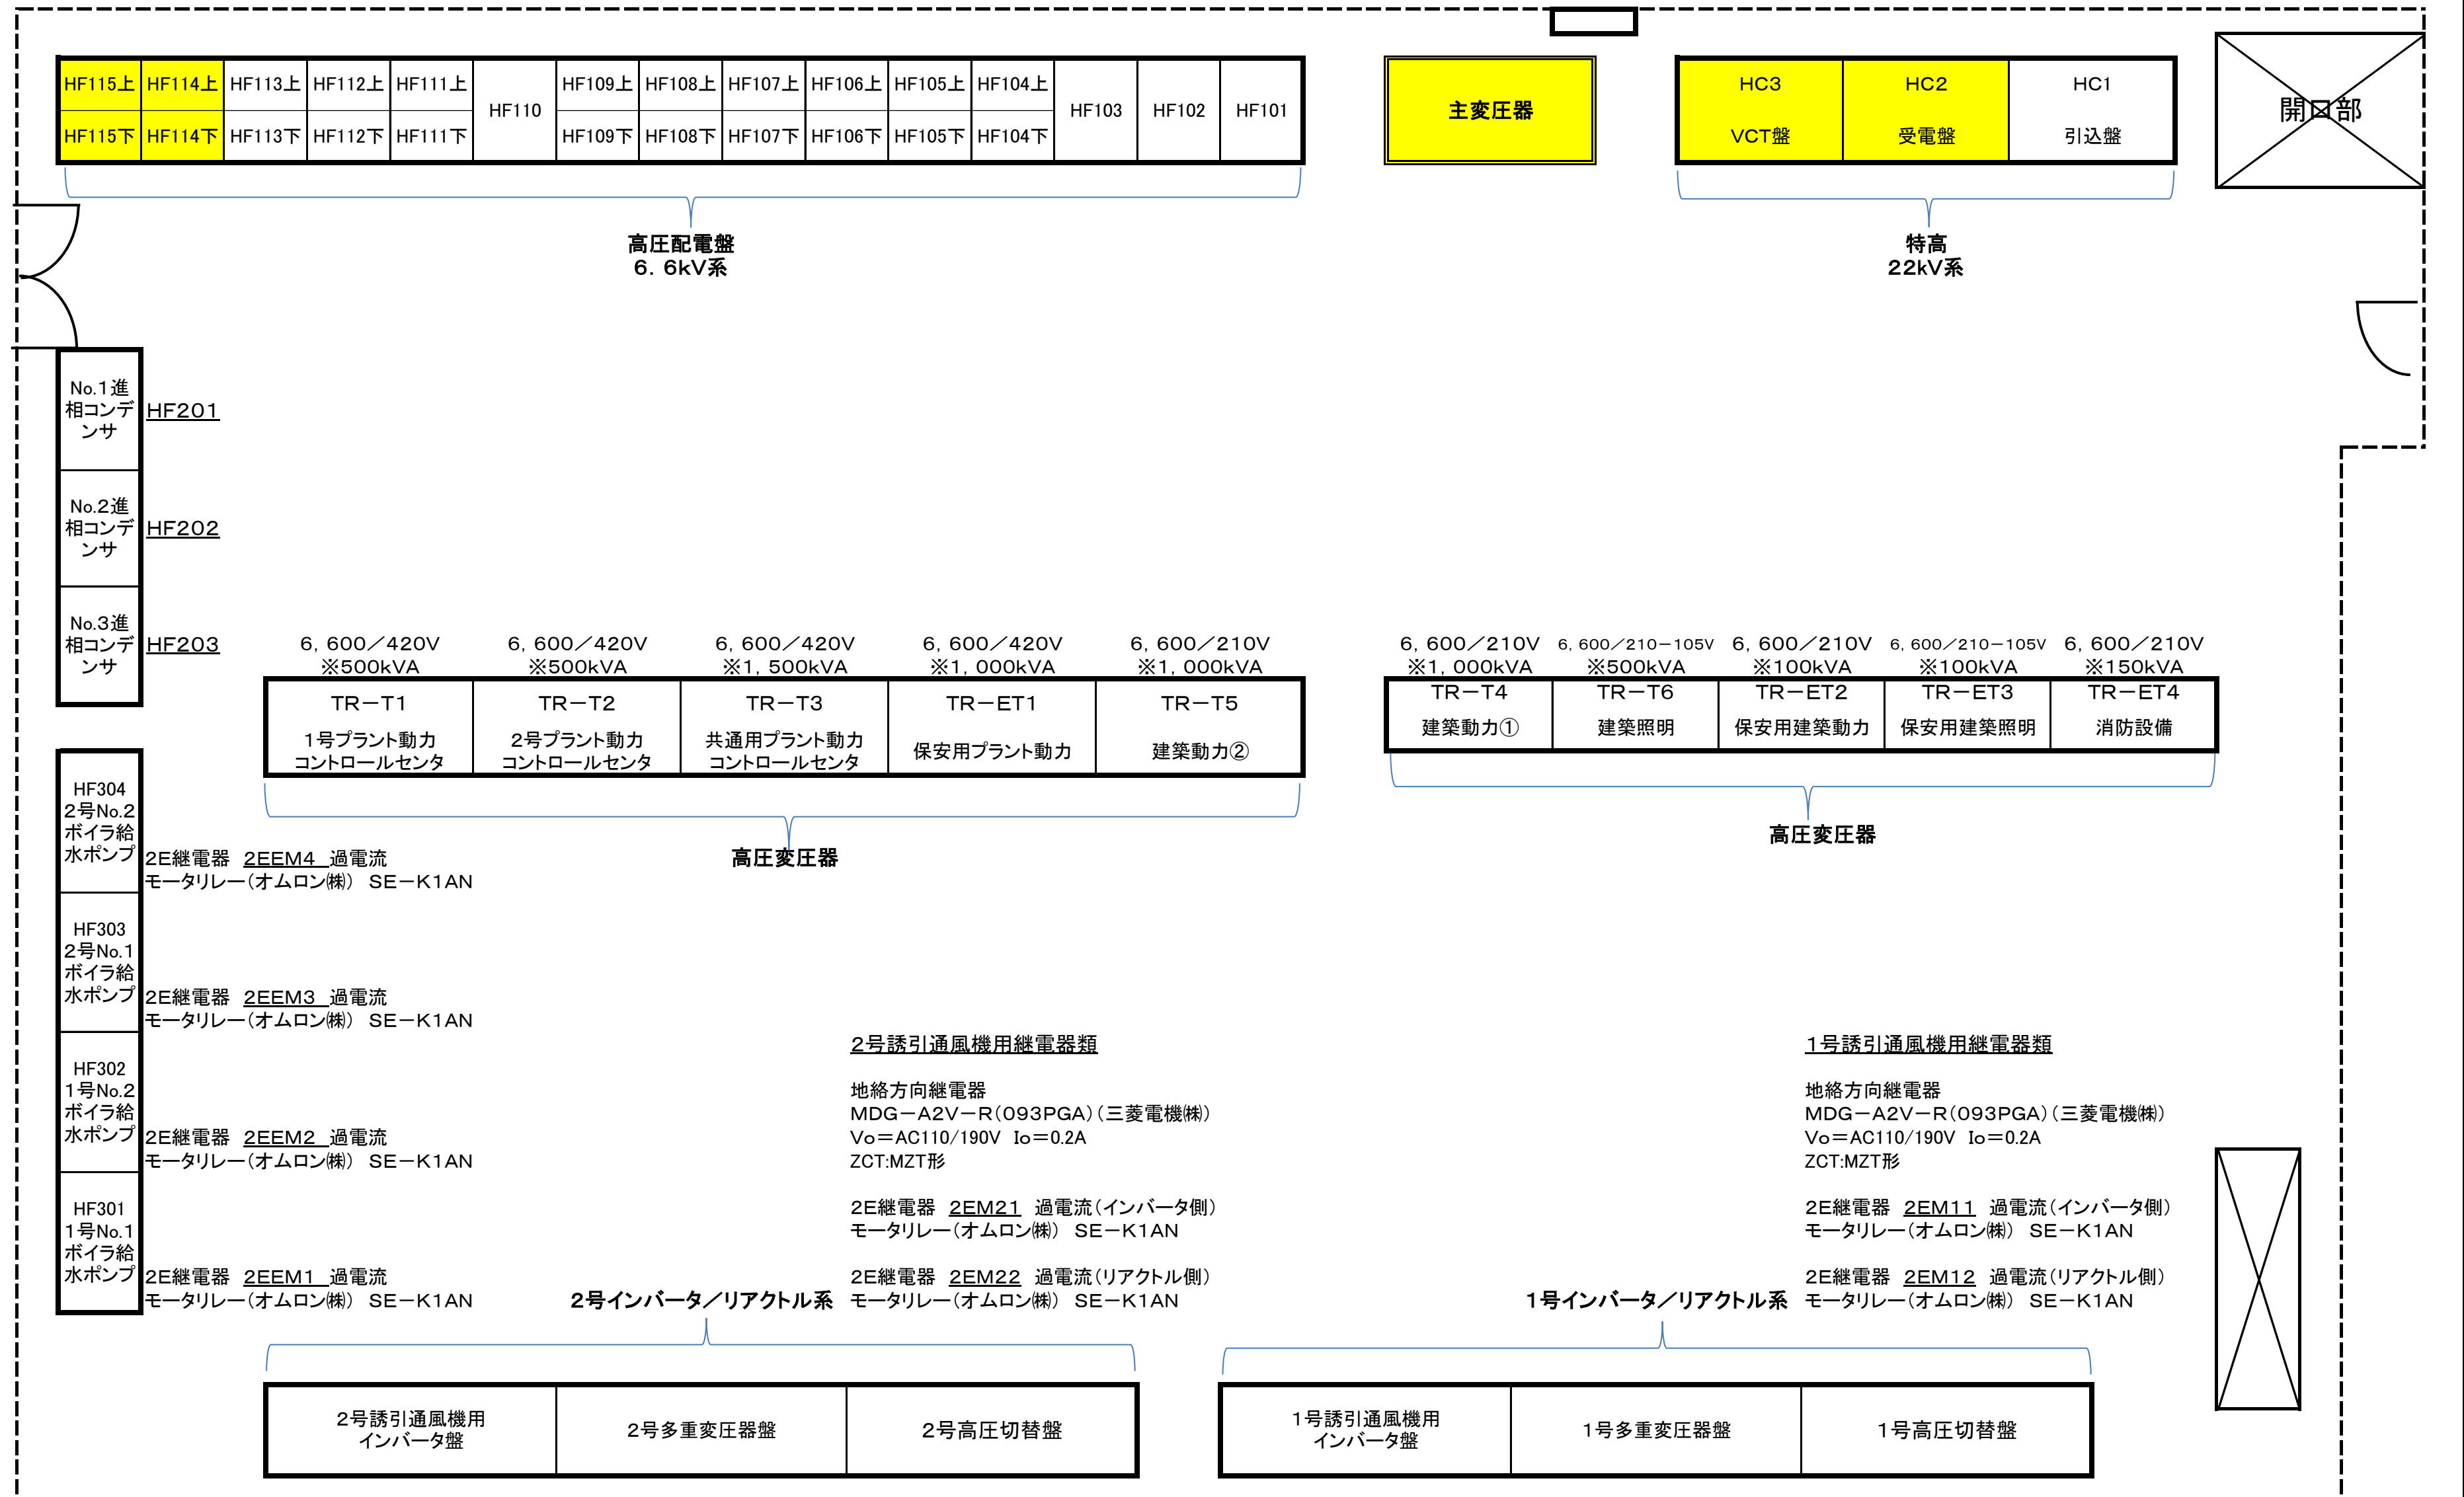 HF115上 HF114上 HF113上 HF112上 HF111上 HF110 HF109上 HF108上 HF107上 HF106上 HF105上 HF104上 HF103 HF102 HF101
HF115下 HF114下 HF113下 HF112下 HF111下 HF109下 HF108下 HF107下 HF106下 HF105下 HF104下
主変圧器
HC3 HC2 HC1
VCT盤 受電盤 引込盤
開口部
高圧配電盤
6．6kV系
特高
22kV系
No.1進
相コンデ
ンサ
HF201
No.2進
相コンデ
ンサ
HF202
No.3進
相コンデ
ンサ
HF203
6，600／420V 6，600／420V 6，600／420V 6，600／420V 6，600／210V
※500kVA ※500kVA ※1，500kVA ※1，000kVA ※1，000kVA
TR－T1 TR－T2 TR－T3 TR－ET1 TR－T5
1号プラント動力 2号プラント動力 共通用プラント動力 保安用プラント動力 建築動力②
コントロールセンタ コントロールセンタ コントロールセンタ
高圧変圧器
6，600／210V 6，600／210－105V 6，600／210V 6，600／210－105V 6，600／210V
※1，000kVA ※500kVA ※100kVA ※100kVA ※150kVA
TR－T4 TR－T6 TR－ET2 TR－ET3 TR－ET4
建築動力① 建築照明 保安用建築動力 保安用建築照明 消防設備
高圧変圧器
HF304
2号No.2
ボイラ給
水ポンプ
2E継電器　2EEM4　過電流
モータリレー（オムロン㈱）　SE－K1AN
HF303
2号No.1
ボイラ給
水ポンプ
2E継電器　2EEM3　過電流
モータリレー（オムロン㈱）　SE－K1AN
HF302
1号No.2
ボイラ給
水ポンプ
2E継電器　2EEM2　過電流
モータリレー（オムロン㈱）　SE－K1AN
HF301
1号No.1
ボイラ給
水ポンプ
2E継電器　2EEM1　過電流
モータリレー（オムロン㈱）　SE－K1AN
2号誘引通風機用継電器類
地絡方向継電器
MDG－A2V－R（093PGA）（三菱電機㈱）
Vo＝AC110/190V　Io＝0.2A
ZCT:MZT形
2E継電器　2EM21　過電流（インバータ側）
モータリレー（オムロン㈱）　SE－K1AN
2E継電器　2EM22　過電流（リアクトル側）
モータリレー（オムロン㈱）　SE－K1AN
2号インバータ／リアクトル系
1号誘引通風機用継電器類
地絡方向継電器
MDG－A2V－R（093PGA）（三菱電機㈱）
Vo＝AC110/190V　Io＝0.2A
ZCT:MZT形
2E継電器　2EM11　過電流（インバータ側）
モータリレー（オムロン㈱）　SE－K1AN
2E継電器　2EM12　過電流（リアクトル側）
モータリレー（オムロン㈱）　SE－K1AN
1号インバータ／リアクトル系
2号誘引通風機用
インバータ盤
2号多重変圧器盤
2号高圧切替盤
1号誘引通風機用
インバータ盤
1号多重変圧器盤
1号高圧切替盤